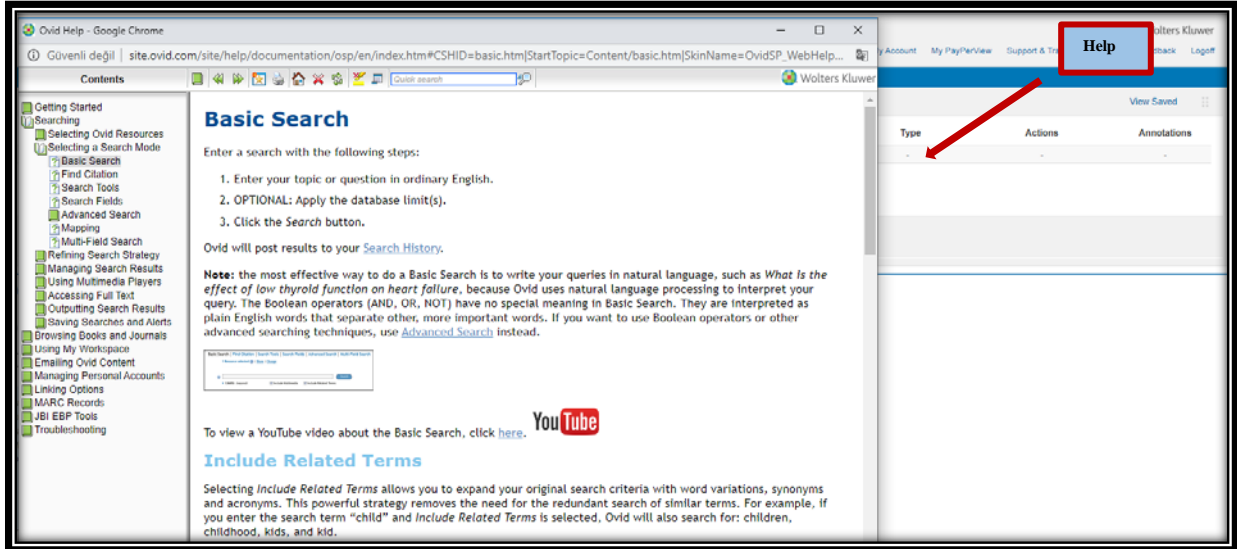 Ovid Help - Google Chrome
Güvenli değil | site.ovid.com/site/help/documentation/osp/en/index.htm#CSHID=basic.htm|StartTopic=Content/basic.htm|SkinName=OvidSP_WebHelp...
Wolters Kluwer
My Account My PayPerView Support & Tra
Help
dback Logoff
Contents
Quick search
Wolters Kluwer
View Saved
Type Actions Annotations
- - -
Getting Started
Searching
Selecting Ovid Resources
Selecting a Search Mode
Basic Search
Find Citation
Search Tools
Search Fields
Advanced Search
Mapping
Multi-Field Search
Refining Search Strategy
Managing Search Results
Using Multimedia Players
Accessing Full Text
Outputting Search Results
Saving Searches and Alerts
Browsing Books and Journals
Using My Workspace
Emailing Ovid Content
Managing Personal Accounts
Linking Options
MARC Records
JBI EBP Tools
Troubleshooting
Basic Search
Enter a search with the following steps:
1. Enter your topic or question in ordinary English.
2. OPTIONAL: Apply the database limit(s).
3. Click the Search button.
Ovid will post results to your Search History.
Note: the most effective way to do a Basic Search is to write your queries in natural language, such as What is the
effect of low thyroid function on heart failure, because Ovid uses natural language processing to interpret your
query. The Boolean operators (AND, OR, NOT) have no special meaning in Basic Search. They are interpreted as
plain English words that separate other, more important words. If you want to use Boolean operators or other
advanced searching techniques, use Advanced Search instead.
Basic Search | Find Citation | Search Tools | Search Fields | Advanced Search | Multi-Field Search
To view a YouTube video about the Basic Search, click here.
YouTube
Include Related Terms
Selecting Include Related Terms allows you to expand your original search criteria with word variations, synonyms
and acronyms. This powerful strategy removes the need for the redundant search of similar terms. For example, if
you enter the search term “child” and Include Related Terms is selected, Ovid will also search for: children,
childhood, kids, and kid.